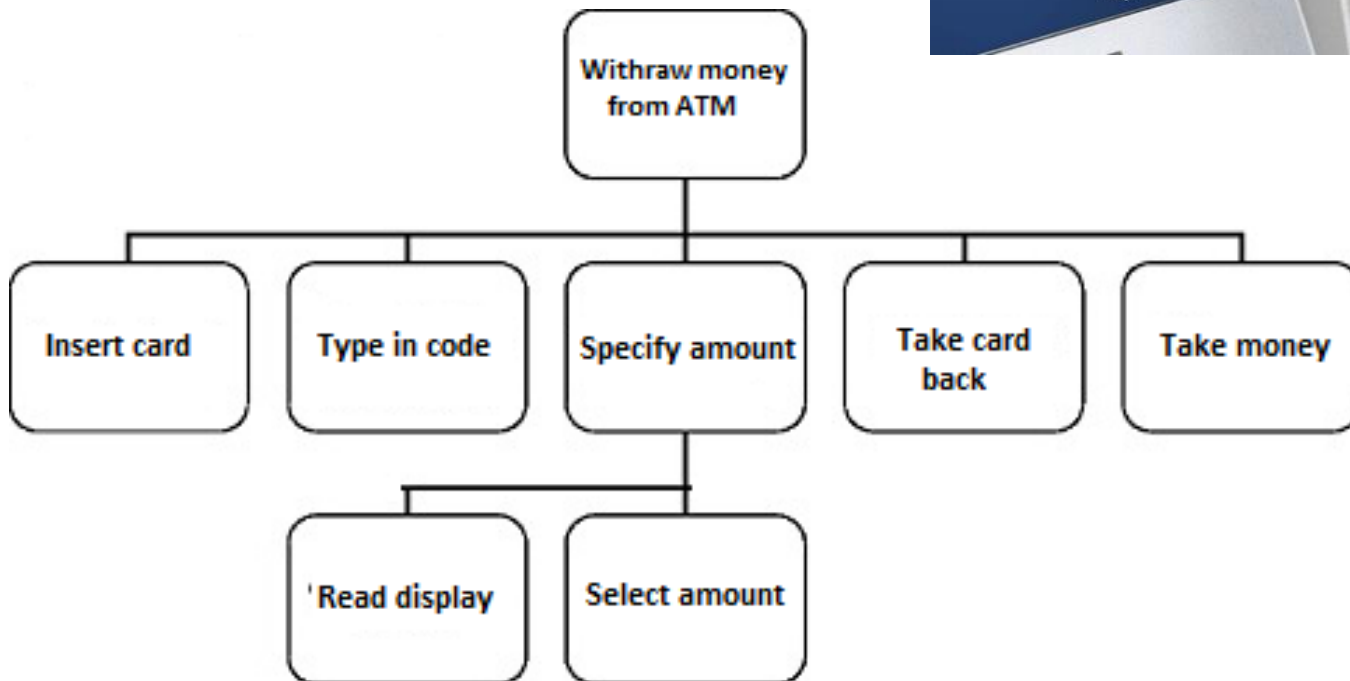 Withraw money
from ATM
Insert card
Type in code
Specify amount
Take card
back
Take money
'Read display
Select amount